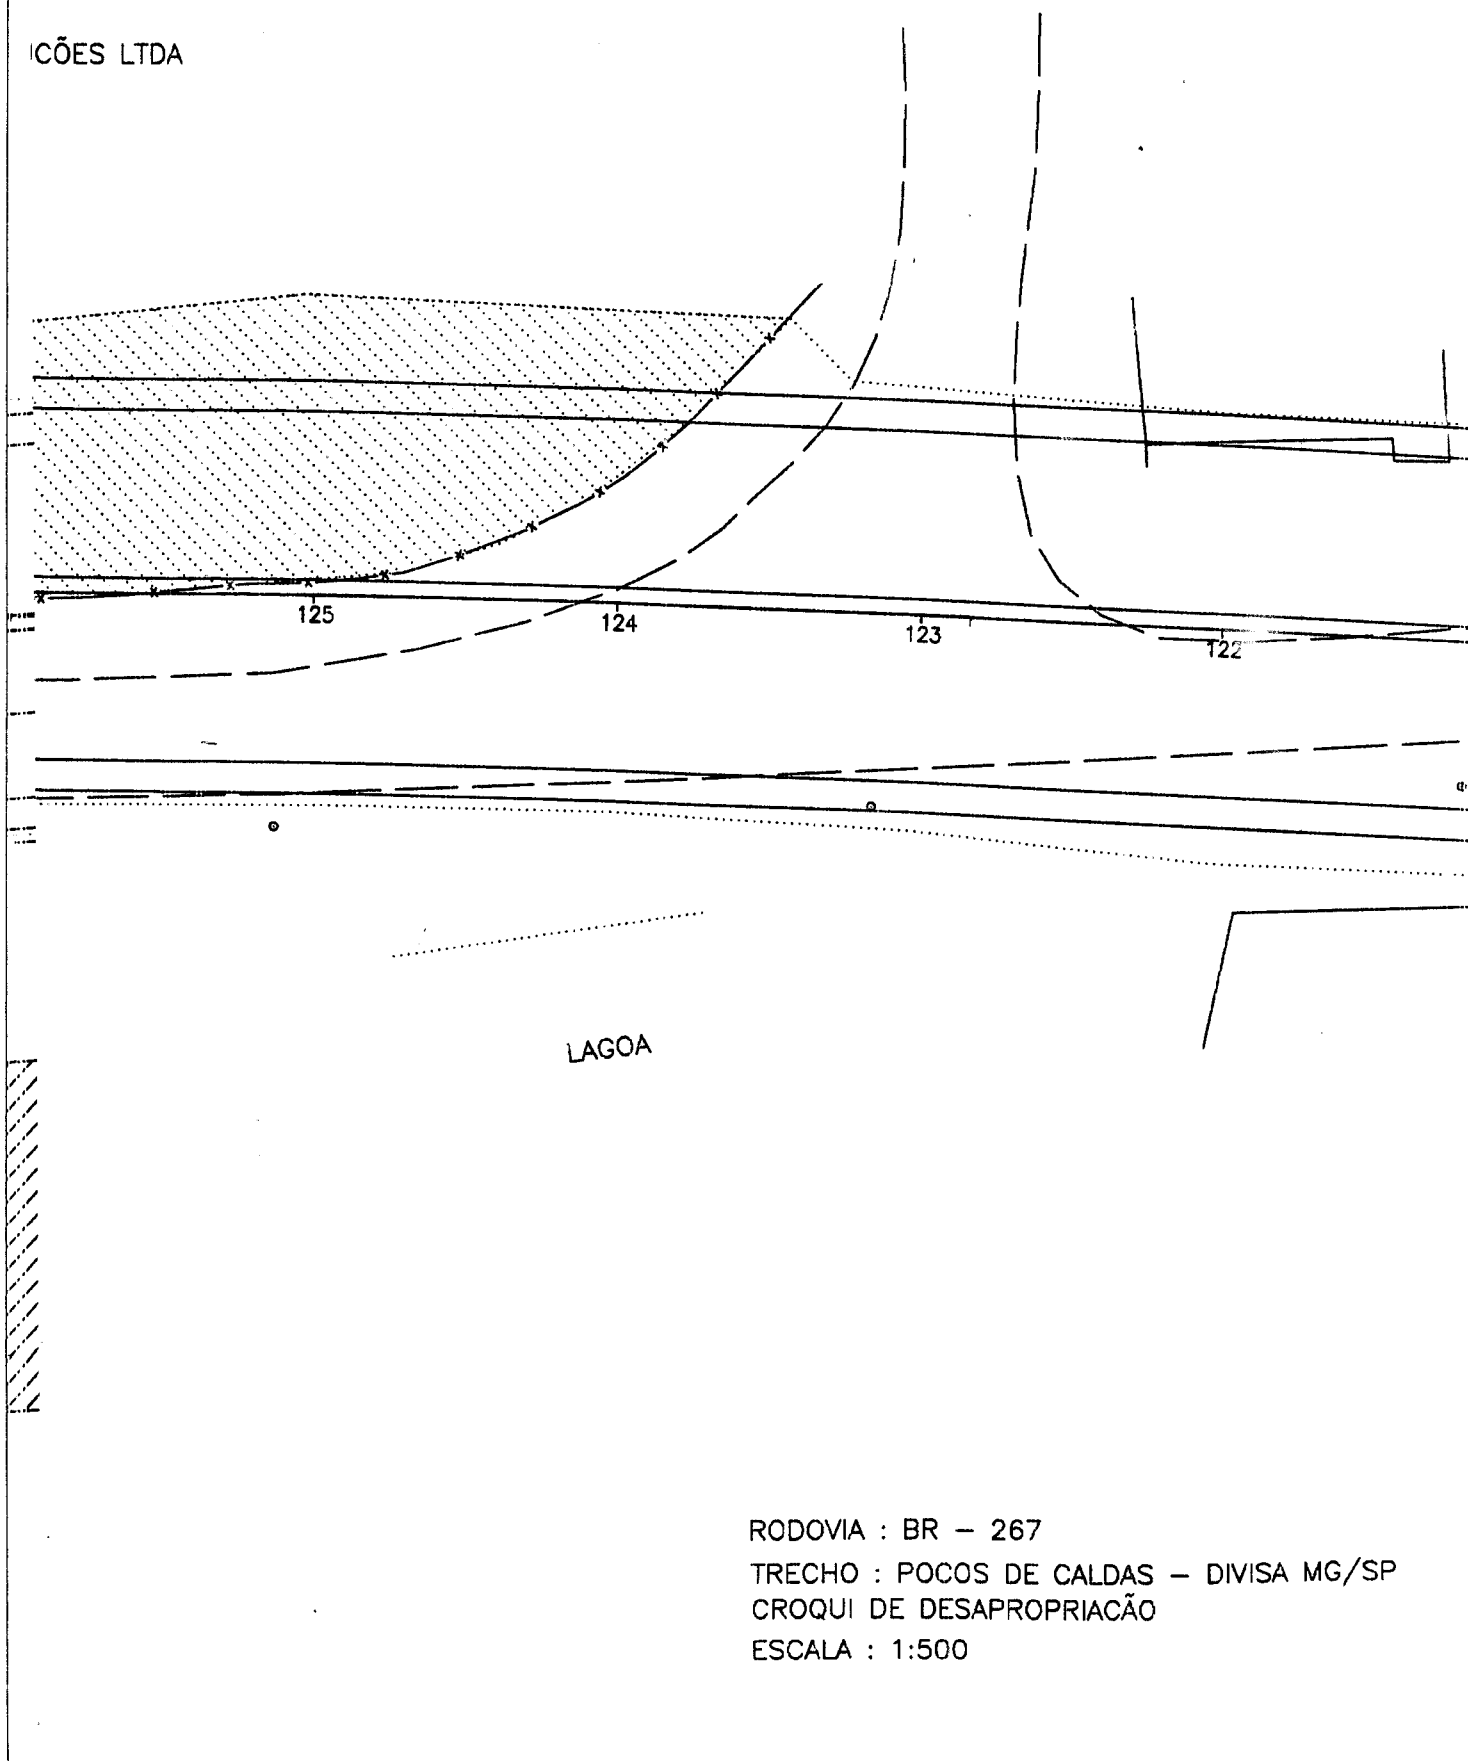 CÕES LTDA
125
124
123
122
LAGOA
RODOVIA : BR – 267
TRECHO : POCOS DE CALDAS – DIVISA MG/SP
CROQUI DE DESAPROPRIACÃO
ESCALA : 1:500